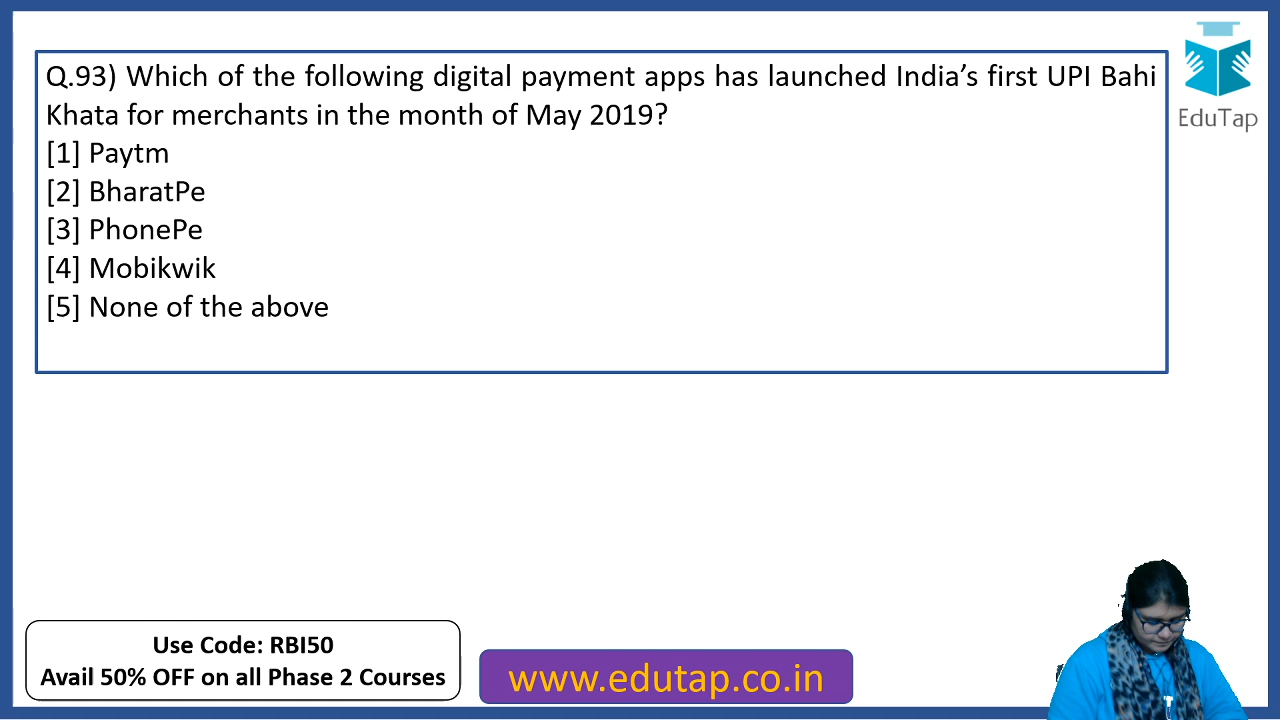 Q.93) Which of the following digital payment apps has launched India’s first UPI Bahi
Khata for merchants in the month of May 2019?
[1] Paytm
[2] BharatPe
[3] PhonePe
[4] Mobikwik
[5] None of the above
EduTap
Use Code: RBI50
Avail 50% OFF on all Phase 2 Courses
www.edutap.co.in